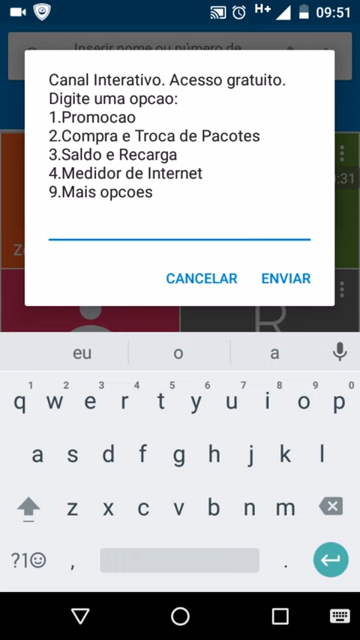 H+ 09:51
Inserir nome ou número de
Canal Interativo. Acesso gratuito.
Digite uma opcao:
1.Promocao
2.Compra e Troca de Pacotes
3.Saldo e Recarga
4.Medidor de Internet
9.Mais opcoes
:31
CANCELAR ENVIAR
R
eu o a
1 2 3 4 5 6 7 8 9 0
q w e r t y u i o p
a s d f g h j k l
z x c v b n m
?1☺ , .